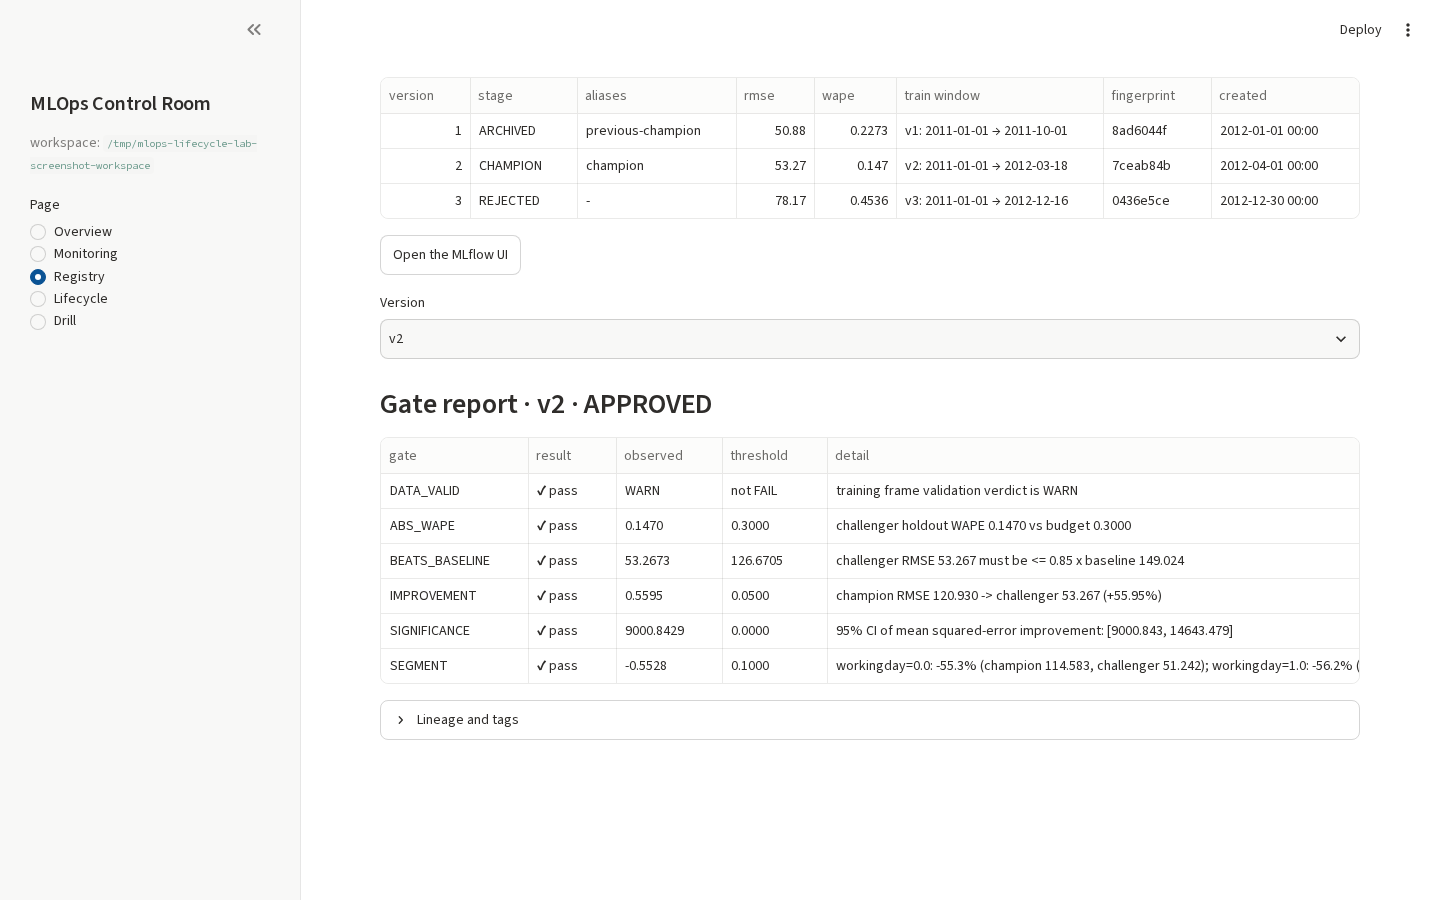 Deploy
MLOps Control Room
workspace: /tmp/mlops-lifecycle-lab-
screenshot-workspace
Page
Overview
Monitoring
Registry
Lifecycle
Drill
version stage aliases rmse wape train window fingerprint created
1 ARCHIVED previous-champion 50.88 0.2273 v1: 2011-01-01 → 2011-10-01 8ad6044f 2012-01-01 00:00
2 CHAMPION champion 53.27 0.147 v2: 2011-01-01 → 2012-03-18 7ceab84b 2012-04-01 00:00
3 REJECTED - 78.17 0.4536 v3: 2011-01-01 → 2012-12-16 0436e5ce 2012-12-30 00:00
Open the MLflow UI
Version
v2
Gate report · v2 · APPROVED
gate result observed threshold detail
DATA_VALID ✓ pass WARN not FAIL training frame validation verdict is WARN
ABS_WAPE ✓ pass 0.1470 0.3000 challenger holdout WAPE 0.1470 vs budget 0.3000
BEATS_BASELINE ✓ pass 53.2673 126.6705 challenger RMSE 53.267 must be <= 0.85 x baseline 149.024
IMPROVEMENT ✓ pass 0.5595 0.0500 champion RMSE 120.930 -> challenger 53.267 (+55.95%)
SIGNIFICANCE ✓ pass 9000.8429 0.0000 95% CI of mean squared-error improvement: [9000.843, 14643.479]
SEGMENT ✓ pass -0.5528 0.1000 workingday=0.0: -55.3% (champion 114.583, challenger 51.242); workingday=1.0: -56.2% (
Lineage and tags